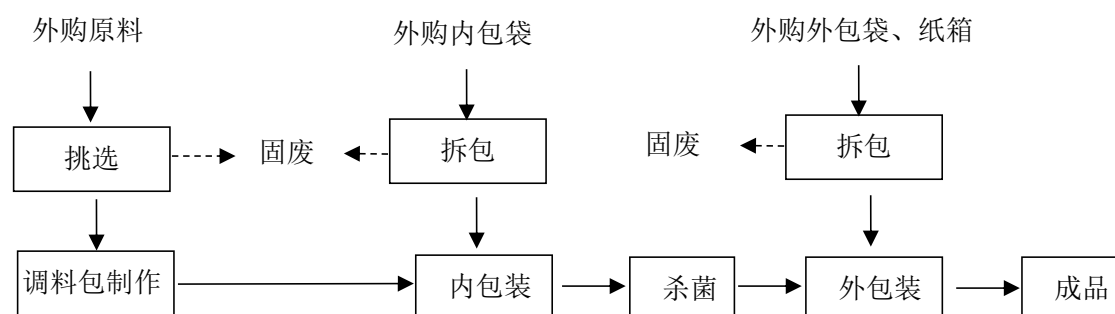 外购原料
外购内包袋
外购外包袋、纸箱
挑选
固废
拆包
固废
拆包
调料包制作
内包装
杀菌
外包装
成品